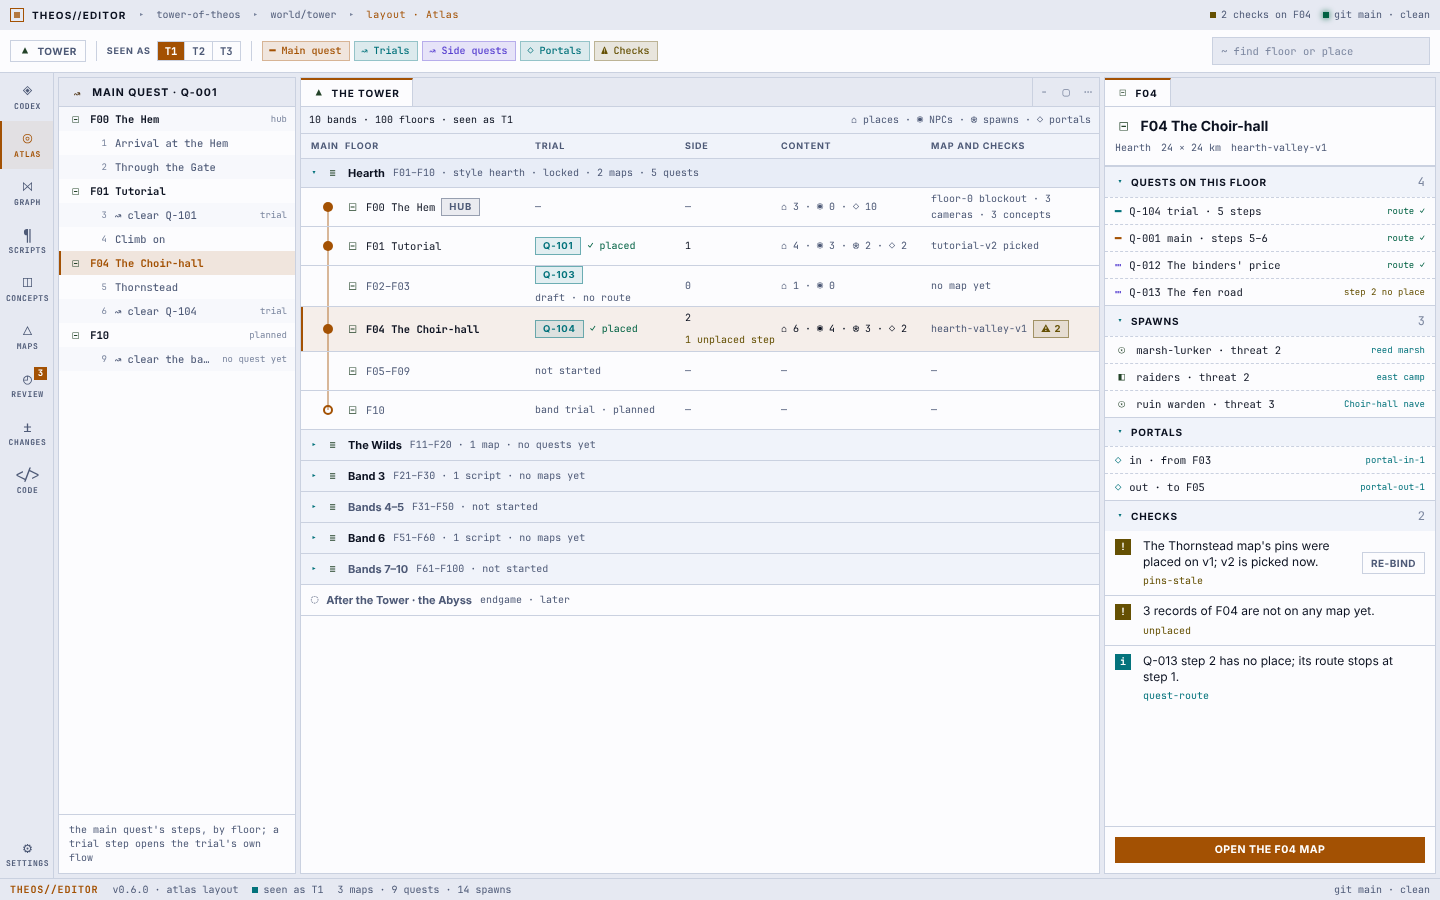 THEOS//EDITOR ▸ tower-of-theos ▸ world/tower ▸ layout · Atlas
2 checks on F04 git main · clean
▲ TOWER SEEN AS T1 T2 T3 Main quest Trials Side quests ◇ Portals ▲ Checks
~ find floor or place
CODEX
ATLAS
GRAPH
¶ SCRIPTS
CONCEPTS
MAPS
3
REVIEW
± CHANGES
</> CODE
SETTINGS
MAIN QUEST · Q-001
F00 The Hem hub
1 Arrival at the Hem
2 Through the Gate
F01 Tutorial
3 ↝ clear Q-101 trial
4 Climb on
F04 The Choir-hall
5 Thornstead
6 ↝ clear Q-104 trial
F10 planned
9 ↝ clear the ba… no quest yet
the main quest's steps, by floor; a
trial step opens the trial's own
flow
▲ THE TOWER
- ▢ ⋯
10 bands · 100 floors · seen as T1
⌂ places · ◉ NPCs · ⊗ spawns · ◇ portals
MAIN FLOOR TRIAL SIDE CONTENT MAP AND CHECKS
▾ ≡ Hearth F01–F10 · style hearth · locked · 2 maps · 5 quests
F00 The Hem HUB — — ⌂ 3 · ◉ 0 · ◇ 10 floor-0 blockout · 3
cameras · 3 concepts
F01 Tutorial Q-101 ✓ placed 1 ⌂ 4 · ◉ 3 · ⊗ 2 · ◇ 2 tutorial-v2 picked
F02–F03 Q-103 0 ⌂ 1 · ◉ 0 no map yet
draft · no route
F04 The Choir-hall Q-104 ✓ placed 2 ⌂ 6 · ◉ 4 · ⊗ 3 · ◇ 2 hearth-valley-v1 ▲ 2
1 unplaced step
F05–F09 not started — — —
F10 band trial · planned — — —
▸ ≡ The Wilds F11–F20 · 1 map · no quests yet
▸ ≡ Band 3 F21–F30 · 1 script · no maps yet
▸ ≡ Bands 4–5 F31–F50 · not started
▸ ≡ Band 6 F51–F60 · 1 script · no maps yet
▸ ≡ Bands 7–10 F61–F100 · not started
After the Tower · the Abyss endgame · later
F04
F04 The Choir-hall
Hearth 24 × 24 km hearth-valley-v1
▾ QUESTS ON THIS FLOOR 4
Q-104 trial · 5 steps route ✓
Q-001 main · steps 5–6 route ✓
Q-012 The binders' price route ✓
Q-013 The fen road step 2 no place
▾ SPAWNS 3
marsh-lurker · threat 2 reed marsh
raiders · threat 2 east camp
ruin warden · threat 3 Choir-hall nave
▾ PORTALS
◇ in · from F03 portal-in-1
◇ out · to F05 portal-out-1
▾ CHECKS 2
! The Thornstead map's pins were
placed on v1; v2 is picked now.
pins-stale
RE-BIND
! 3 records of F04 are not on any map yet.
unplaced
i Q-013 step 2 has no place; its route stops at
step 1.
quest-route
OPEN THE F04 MAP
THEOS//EDITOR v0.6.0 · atlas layout seen as T1 3 maps · 9 quests · 14 spawns
git main · clean